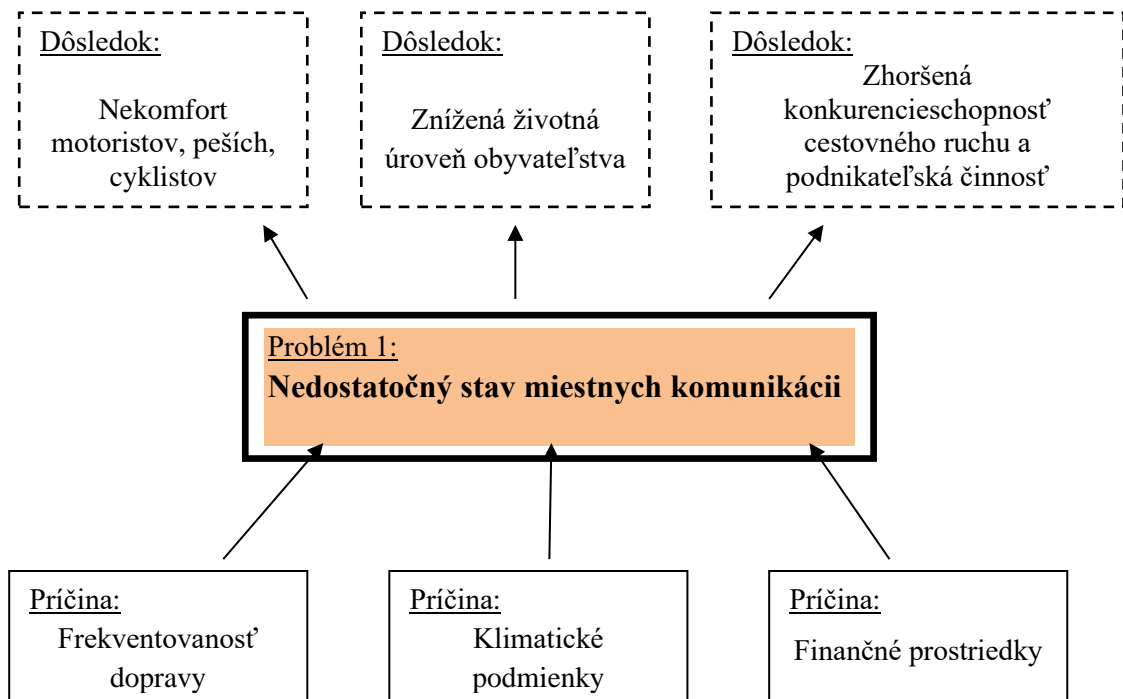 Dôsledok:
Nekomfort
motoristov, peších,
cyklistov
Dôsledok:
Znížená životná
úroveň obyvateľstva
Dôsledok:
Zhoršená
konkurencieschopnosť
cestovného ruchu a
podnikateľská činnosť
Problém 1:
Nedostatočný stav miestnych komunikácii
Príčina:
Frekventovanosť
dopravy
Príčina:
Klimatické
podmienky
Príčina:
Finančné prostriedky